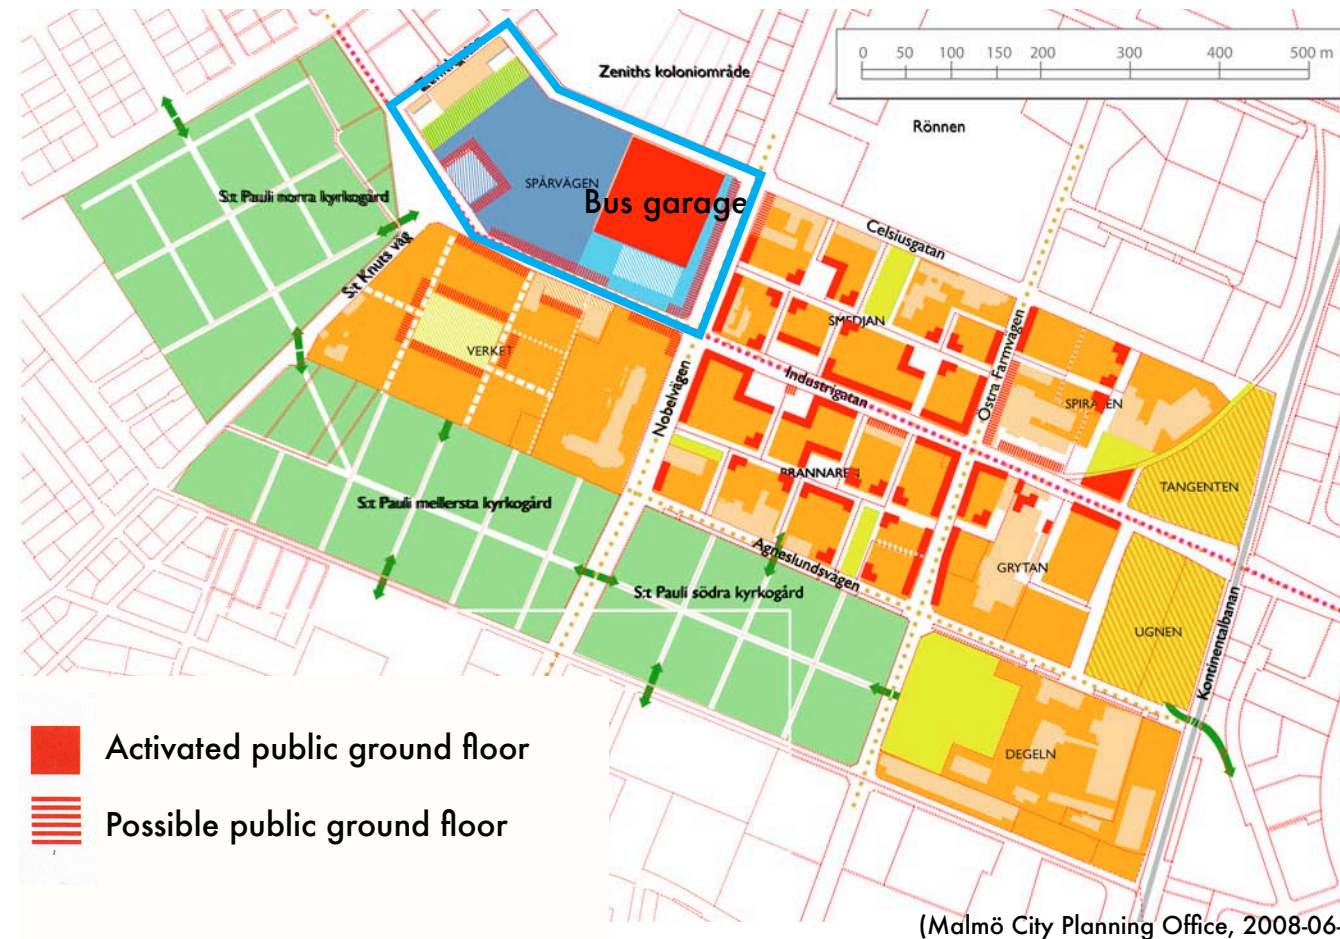 0 50 100 150 200 300 400 500 m
Zeniths koloniområde
Rönnen
S:t Pauli norra kyrkogård
SPÅRVÄGEN
Bus garage
Celsiusgatan
S:t Knuts väg
SMEDJAN
VERKET
Industrigatan
Östra Farmvägen
Nobelvägen
SPIRALEN
BRANNAREN
TANGENTEN
S:t Pauli mellersta kyrkogård
Agneslundsvägen
GRYTAN
S:t Pauli södra kyrkogård
UGNEN
Kontinentalbanan
DEGELN
Activated public ground floor
Possible public ground floor
(Malmö City Planning Office, 2008-06-